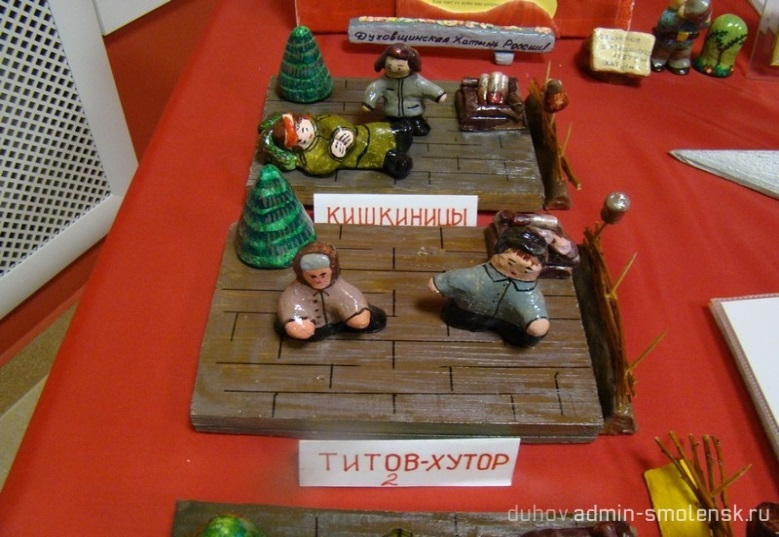 Духовщинская Хатынь России!
КИШКИНИЦЫ
ТИТОВ-ХУТОР
2
duhov.admin-smolensk.ru